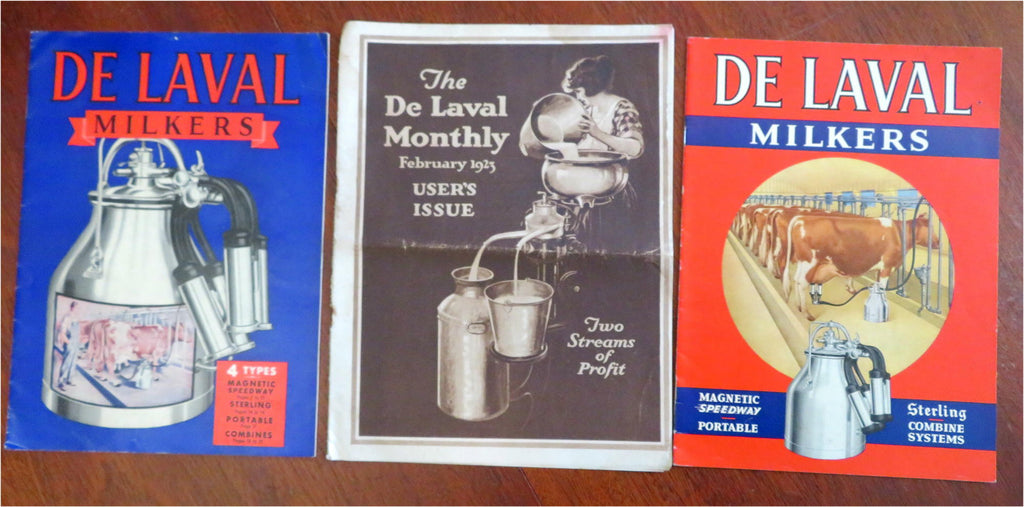 DE LAVAL
MILKERS
4 TYPES
MAGNETIC
SPEEDWAY
STERLING
PORTABLE
COMBINES
The
De Laval
Monthly
February 1923
USER'S
ISSUE
Two
Streams
of
Profit
DE LAVAL
MILKERS
MAGNETIC
SPEEDWAY
PORTABLE
Sterling
COMBINE
SYSTEMS